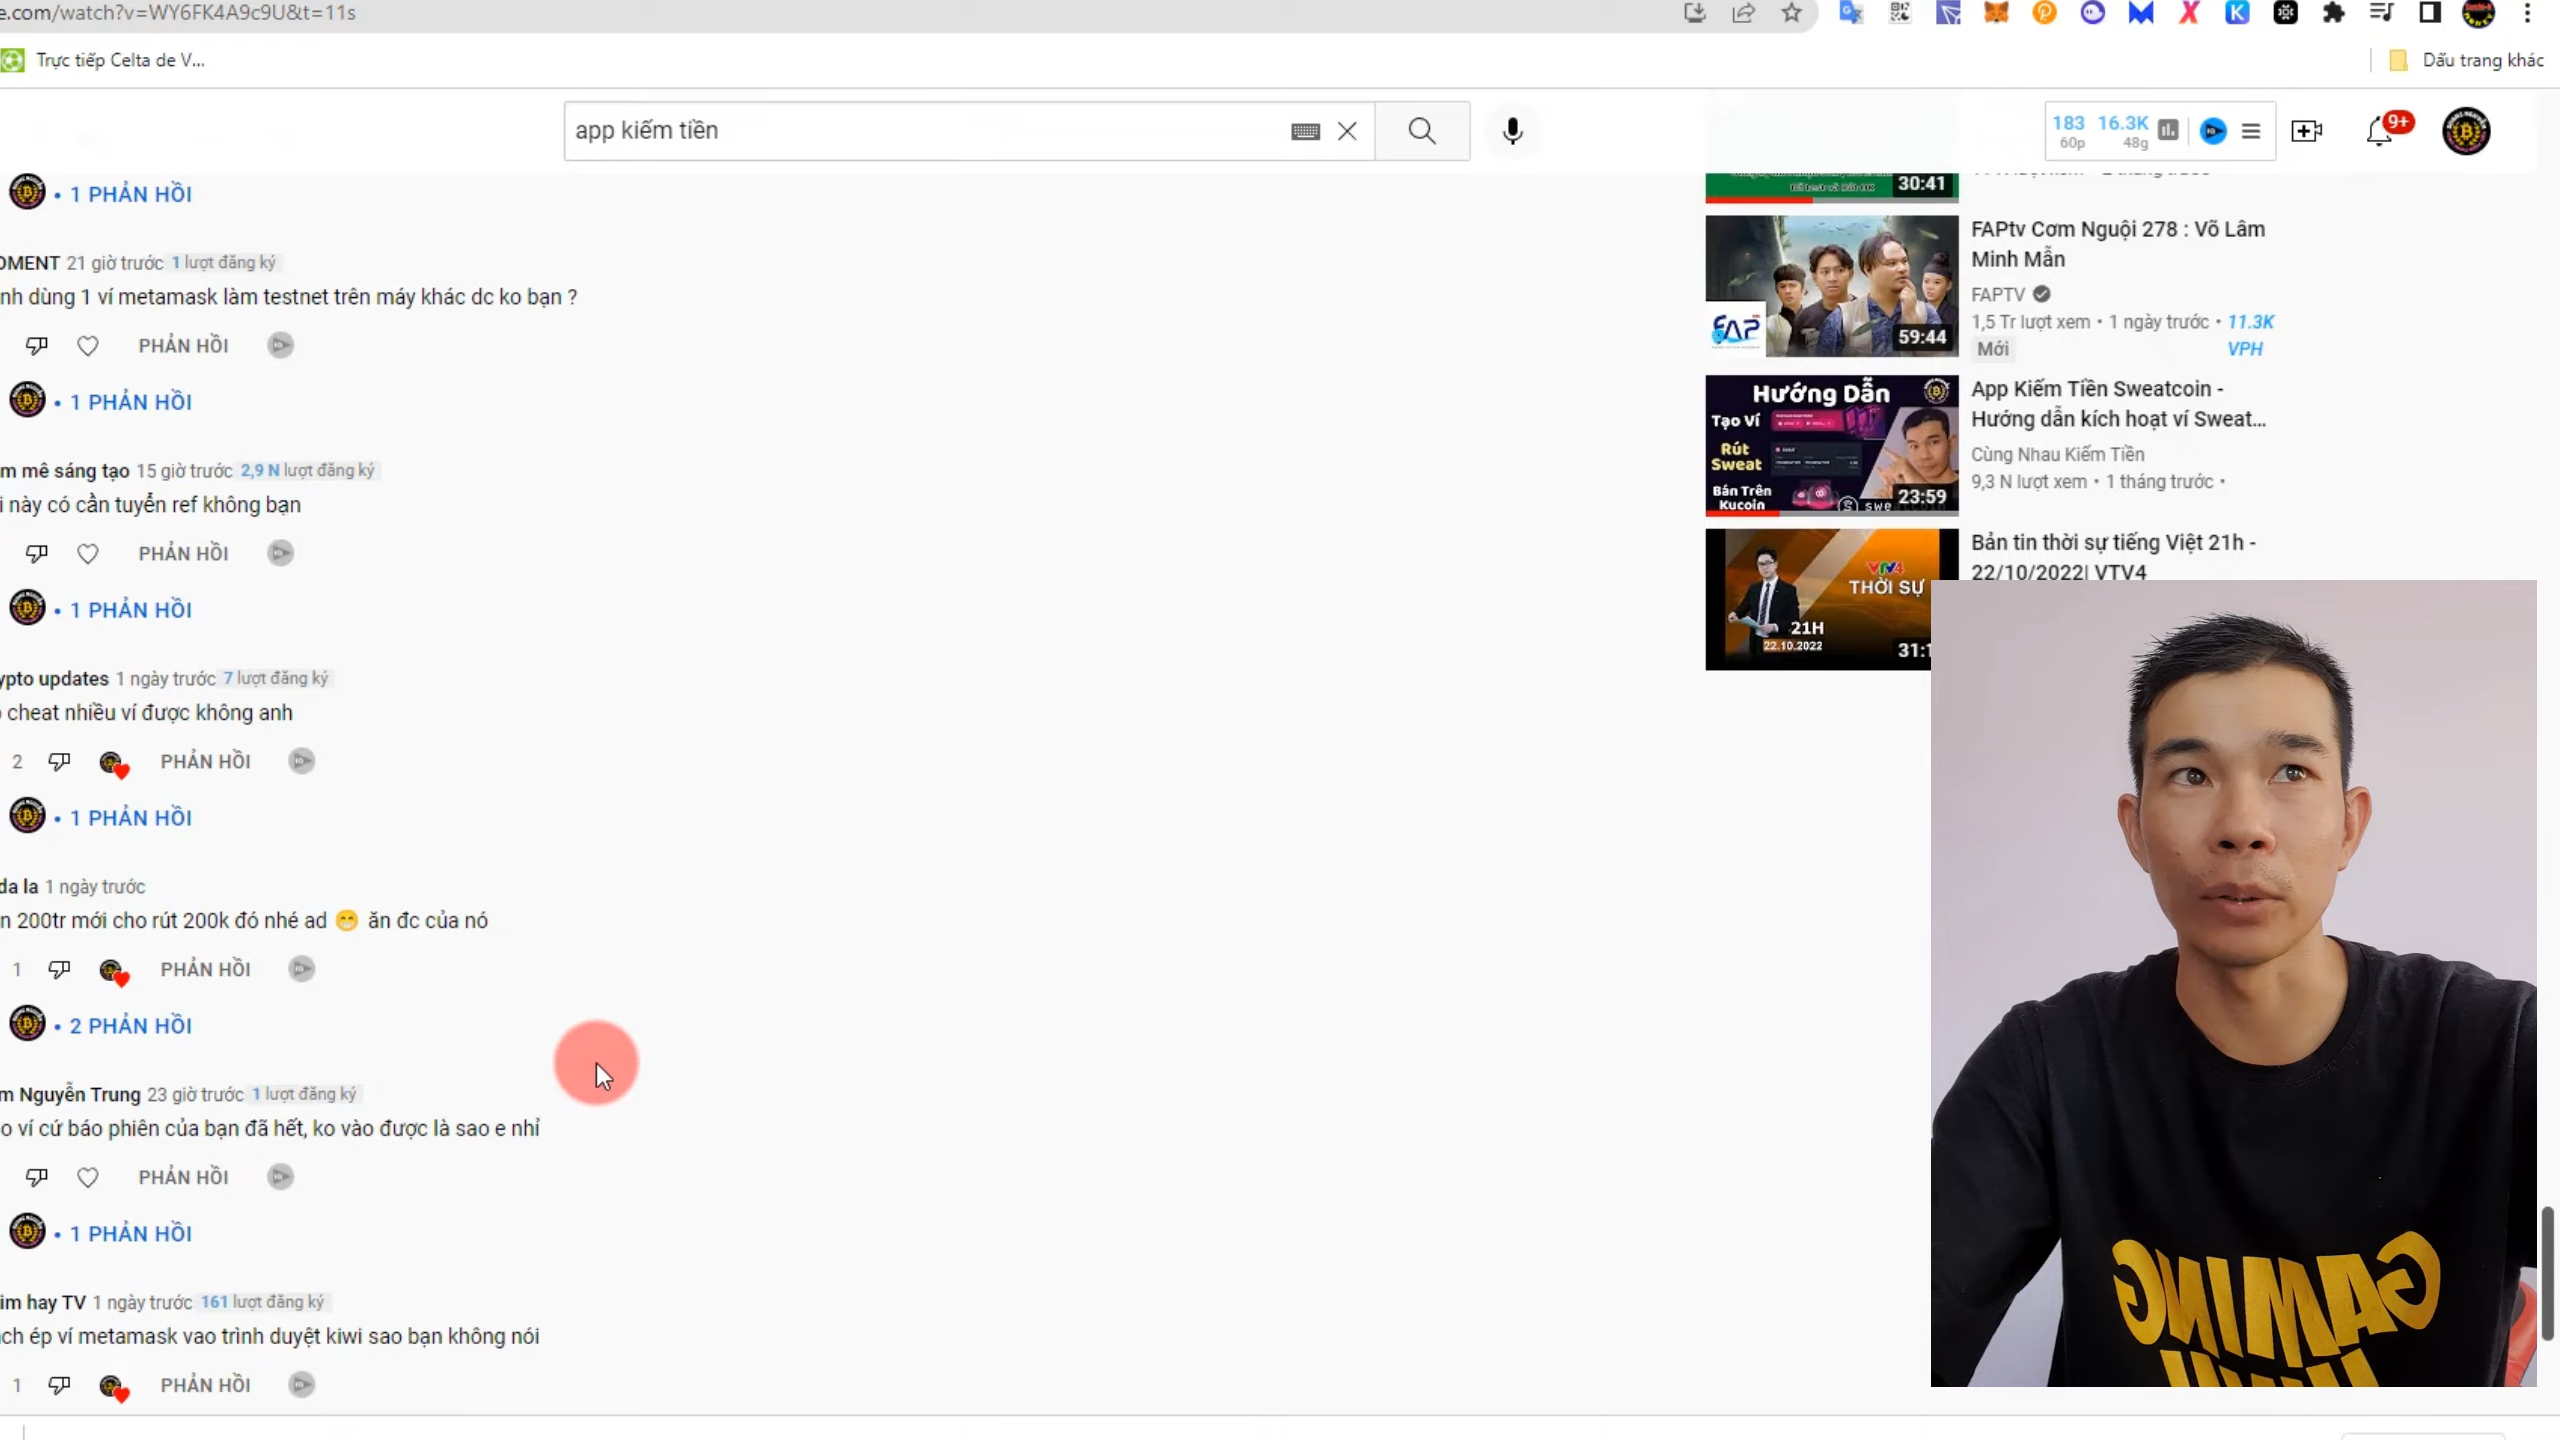 e.com/watch?v=WY6FK4A9c9U&t=11s
Trực tiếp Celta de V...
Dấu trang khác
app kiếm tiền
183
60p
16.3K
48g
9+
• 1 PHẢN HỒI
OMENT 21 giờ trước 1 lượt đăng ký
nh dùng 1 ví metamask làm testnet trên máy khác dc ko bạn ?
PHẢN HỒI
• 1 PHẢN HỒI
m mê sáng tạo 15 giờ trước 2,9 N lượt đăng ký
i này có cần tuyển ref không bạn
PHẢN HỒI
• 1 PHẢN HỒI
ypto updates 1 ngày trước 7 lượt đăng ký
cheat nhiều ví được không anh
2 PHẢN HỒI
• 1 PHẢN HỒI
da la 1 ngày trước
n 200tr mới cho rút 200k đó nhé ad 😁 ăn đc của nó
1 PHẢN HỒI
• 2 PHẢN HỒI
m Nguyễn Trung 23 giờ trước 1 lượt đăng ký
o ví cứ báo phiên của bạn đã hết, ko vào được là sao e nhỉ
PHẢN HỒI
• 1 PHẢN HỒI
im hay TV 1 ngày trước 161 lượt đăng ký
ch ép ví metamask vao trình duyệt kiwi sao bạn không nói
1 PHẢN HỒI
30:41
FAP
59:44
FAPtv Cơm Nguội 278 : Võ Lâm
Minh Mẫn
FAPTV
1,5 Tr lượt xem • 1 ngày trước • 11.3K
VPH
Mới
Hướng Dẫn
Tạo Ví
Rút
Sweat
Bán Trên
Kucoin
23:59
App Kiếm Tiền Sweatcoin -
Hướng dẫn kích hoạt ví Sweat...
Cùng Nhau Kiếm Tiền
9,3 N lượt xem • 1 tháng trước •
VTV4
THỜI SỰ
21H
22.10.2022
31:1
Bản tin thời sự tiếng Việt 21h -
22/10/2022| VTV4
GAMING